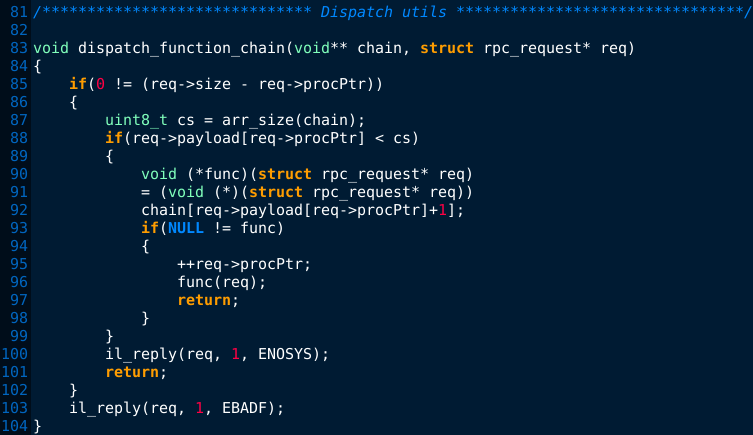 81 /****************************** Dispatch utils ********************************/
82
83 void dispatch_function_chain(void** chain, struct rpc_request* req)
84 {
85     if(0 != (req->size - req->procPtr))
86     {
87         uint8_t cs = arr_size(chain);
88         if(req->payload[req->procPtr] < cs)
89         {
90             void (*func)(struct rpc_request* req)
91             = (void (*)(struct rpc_request* req))
92             chain[req->payload[req->procPtr]+1];
93             if(NULL != func)
94             {
95                 ++req->procPtr;
96                 func(req);
97                 return;
98             }
99         }
100         il_reply(req, 1, ENOSYS);
101         return;
102     }
103     il_reply(req, 1, EBADF);
104 }